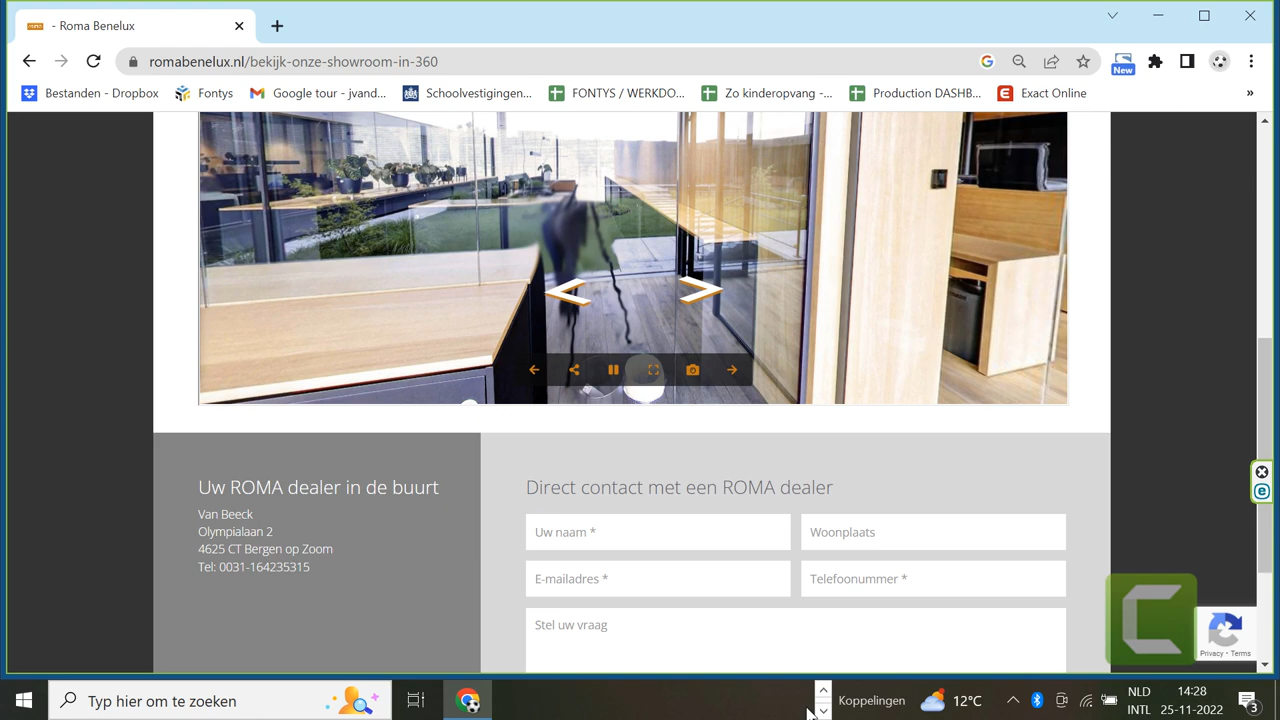 - Roma Benelux
romabenelux.nl/bekijk-onze-showroom-in-360
New
Bestanden - Dropbox
Fontys
Google tour - jvand...
Schoolvestigingen...
FONTYS / WERKDO...
Zo kinderopvang -...
Production DASHB...
Exact Online
»
< >
Uw ROMA dealer in de buurt
Van Beeck
Olympialaan 2
4625 CT Bergen op Zoom
Tel: 0031-164235315
Direct contact met een ROMA dealer
Uw naam *
Woonplaats
E-mailadres *
Telefoonnummer *
Stel uw vraag
Privacy - Terms
Typ hier om te zoeken
Koppelingen
12°C
NLD
INTL
14:28
25-11-2022
3